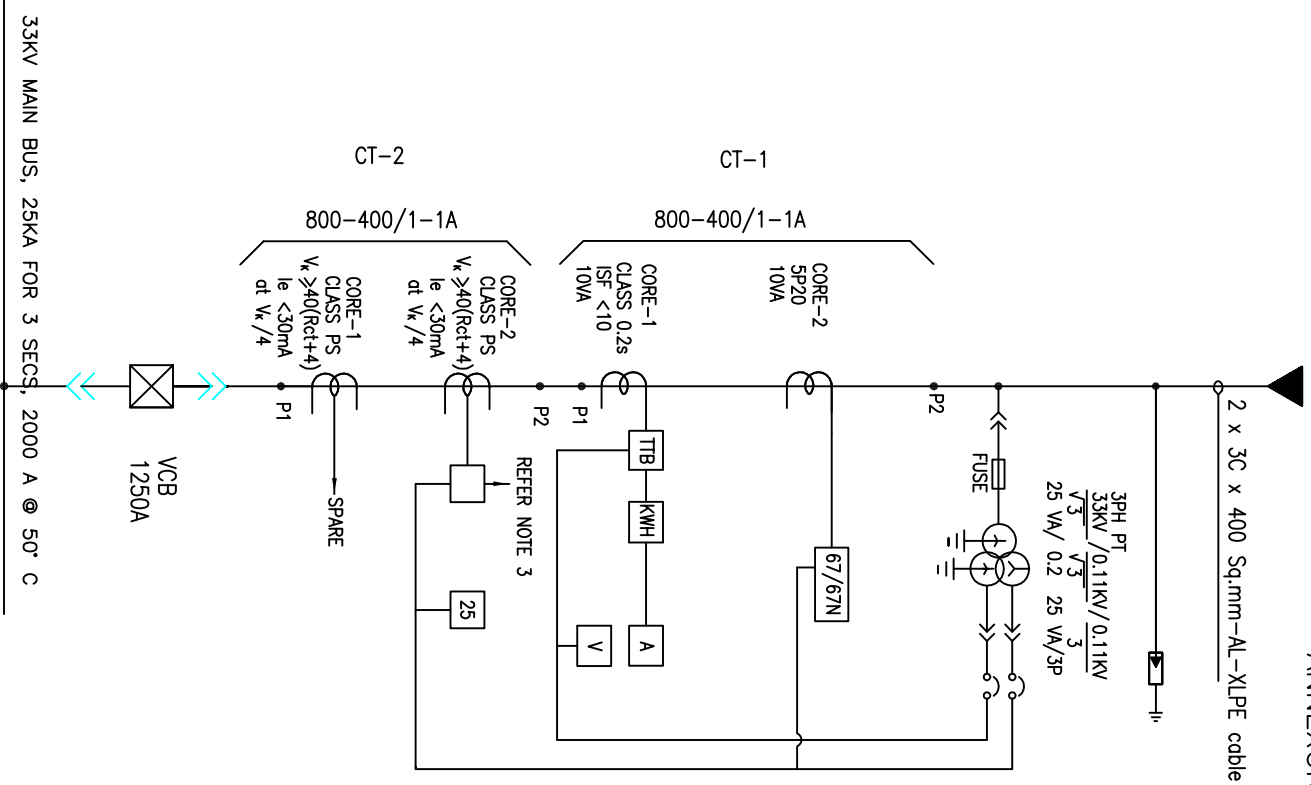 33KV MAIN BUS, 25KA FOR 3 SECS, 2000 A @ 50° C
VCB
1250A
CT-2
800-400/1-1A
CORE-1
CLASS PS
Vᴋ ⩾40(Rct+4)
Ie <30mA
at Vᴋ/4
P1
SPARE
CORE-2
CLASS PS
Vᴋ ⩾40(Rct+4)
Ie <30mA
at Vᴋ/4
REFER NOTE 3
25
P2
CT-1
800-400/1-1A
P1
CORE-1
CLASS 0.2s
ISF <10
10VA
TTB
KWH
A
V
CORE-2
5P20
10VA
67/67N
P2
FUSE
3PH PT
33KV /0.11KV/0.11KV
√3 √3 3
25 VA/ 0.2 25 VA/3P
2 x 3C x 400 Sq.mm-AL-XLPE cable